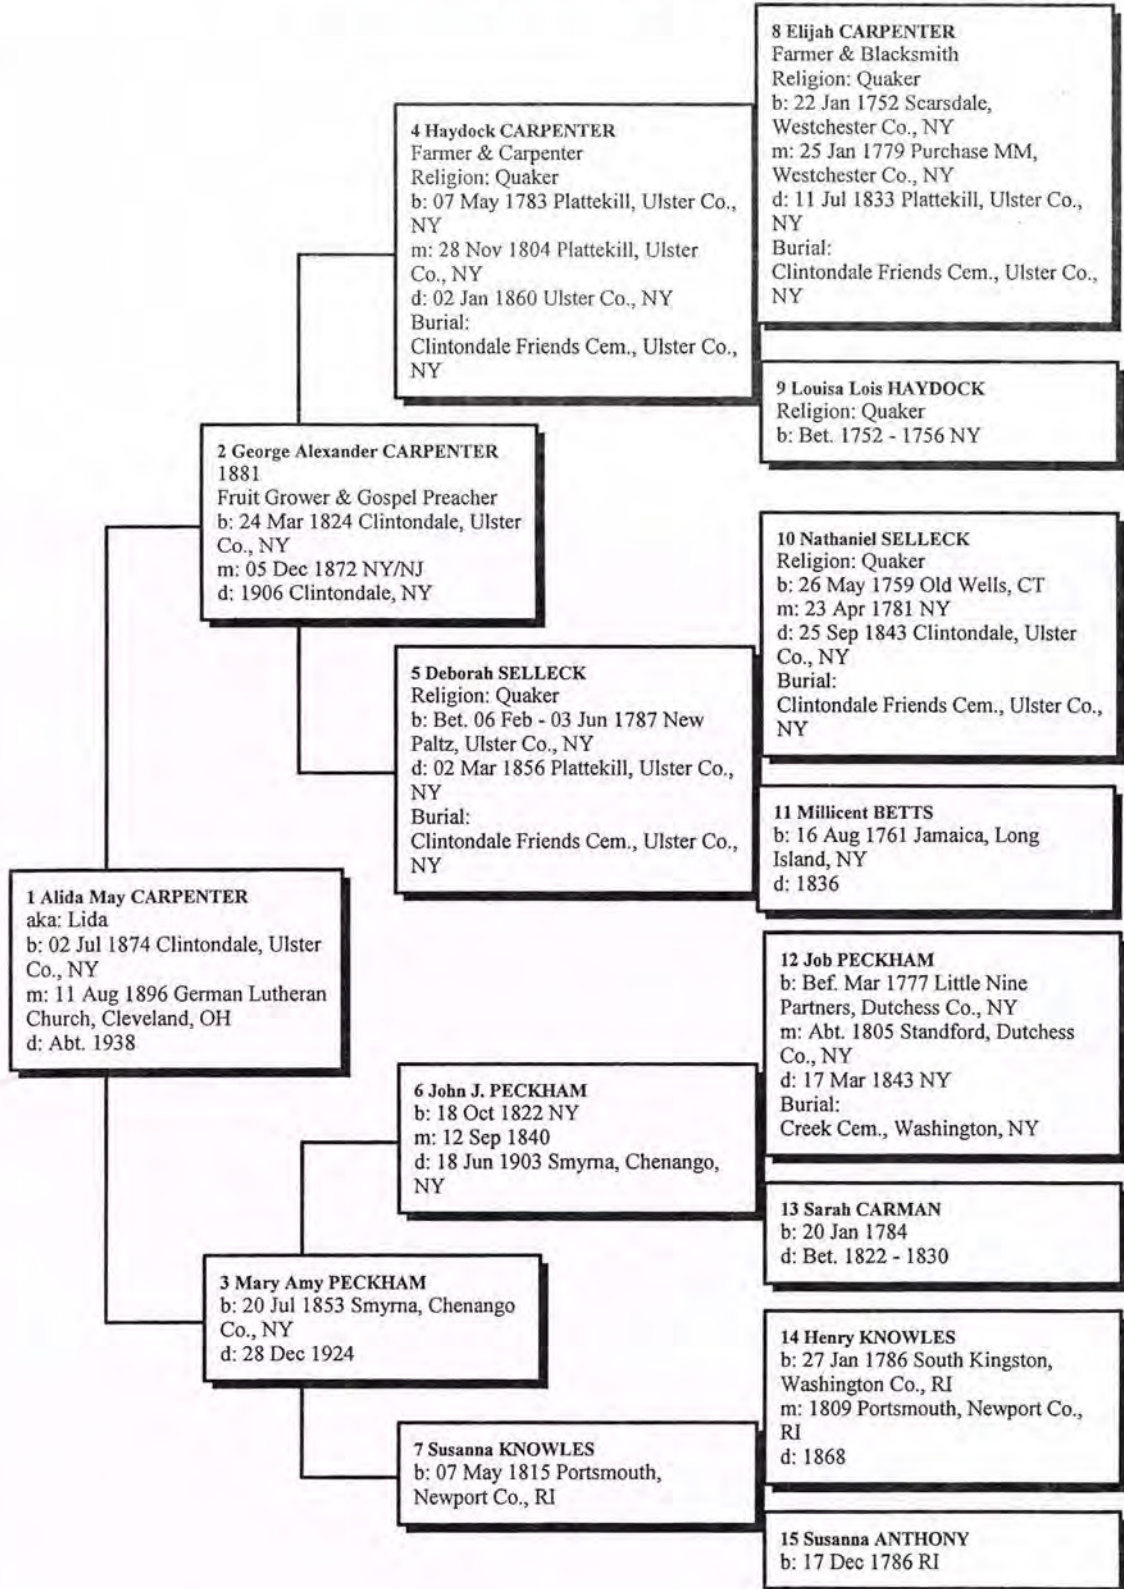 8 Elijah CARPENTER
Farmer & Blacksmith
Religion: Quaker
b: 22 Jan 1752 Scarsdale,
Westchester Co., NY
m: 25 Jan 1779 Purchase MM,
Westchester Co., NY
d: 11 Jul 1833 Plattekill, Ulster Co.,
NY
Burial:
Clintondale Friends Cem., Ulster Co.,
NY
4 Haydock CARPENTER
Farmer & Carpenter
Religion: Quaker
b: 07 May 1783 Plattekill, Ulster Co.,
NY
m: 28 Nov 1804 Plattekill, Ulster
Co., NY
d: 02 Jan 1860 Ulster Co., NY
Burial:
Clintondale Friends Cem., Ulster Co.,
NY
9 Louisa Lois HAYDOCK
Religion: Quaker
b: Bet. 1752 - 1756 NY
2 George Alexander CARPENTER
1881
Fruit Grower & Gospel Preacher
b: 24 Mar 1824 Clintondale, Ulster
Co., NY
m: 05 Dec 1872 NY/NJ
d: 1906 Clintondale, NY
10 Nathaniel SELLECK
Religion: Quaker
b: 26 May 1759 Old Wells, CT
m: 23 Apr 1781 NY
d: 25 Sep 1843 Clintondale, Ulster
Co., NY
Burial:
Clintondale Friends Cem., Ulster Co.,
NY
5 Deborah SELLECK
Religion: Quaker
b: Bet. 06 Feb - 03 Jun 1787 New
Paltz, Ulster Co., NY
d: 02 Mar 1856 Plattekill, Ulster Co.,
NY
Burial:
Clintondale Friends Cem., Ulster Co.,
NY
11 Millicent BETTS
b: 16 Aug 1761 Jamaica, Long
Island, NY
d: 1836
1 Alida May CARPENTER
aka: Lida
b: 02 Jul 1874 Clintondale, Ulster
Co., NY
m: 11 Aug 1896 German Lutheran
Church, Cleveland, OH
d: Abt. 1938
12 Job PECKHAM
b: Bef. Mar 1777 Little Nine
Partners, Dutchess Co., NY
m: Abt. 1805 Standford, Dutchess
Co., NY
d: 17 Mar 1843 NY
Burial:
Creek Cem., Washington, NY
6 John J. PECKHAM
b: 18 Oct 1822 NY
m: 12 Sep 1840
d: 18 Jun 1903 Smyrna, Chenango,
NY
13 Sarah CARMAN
b: 20 Jan 1784
d: Bet. 1822 - 1830
3 Mary Amy PECKHAM
b: 20 Jul 1853 Smyrna, Chenango
Co., NY
d: 28 Dec 1924
14 Henry KNOWLES
b: 27 Jan 1786 South Kingston,
Washington Co., RI
m: 1809 Portsmouth, Newport Co.,
RI
d: 1868
7 Susanna KNOWLES
b: 07 May 1815 Portsmouth,
Newport Co., RI
15 Susanna ANTHONY
b: 17 Dec 1786 RI